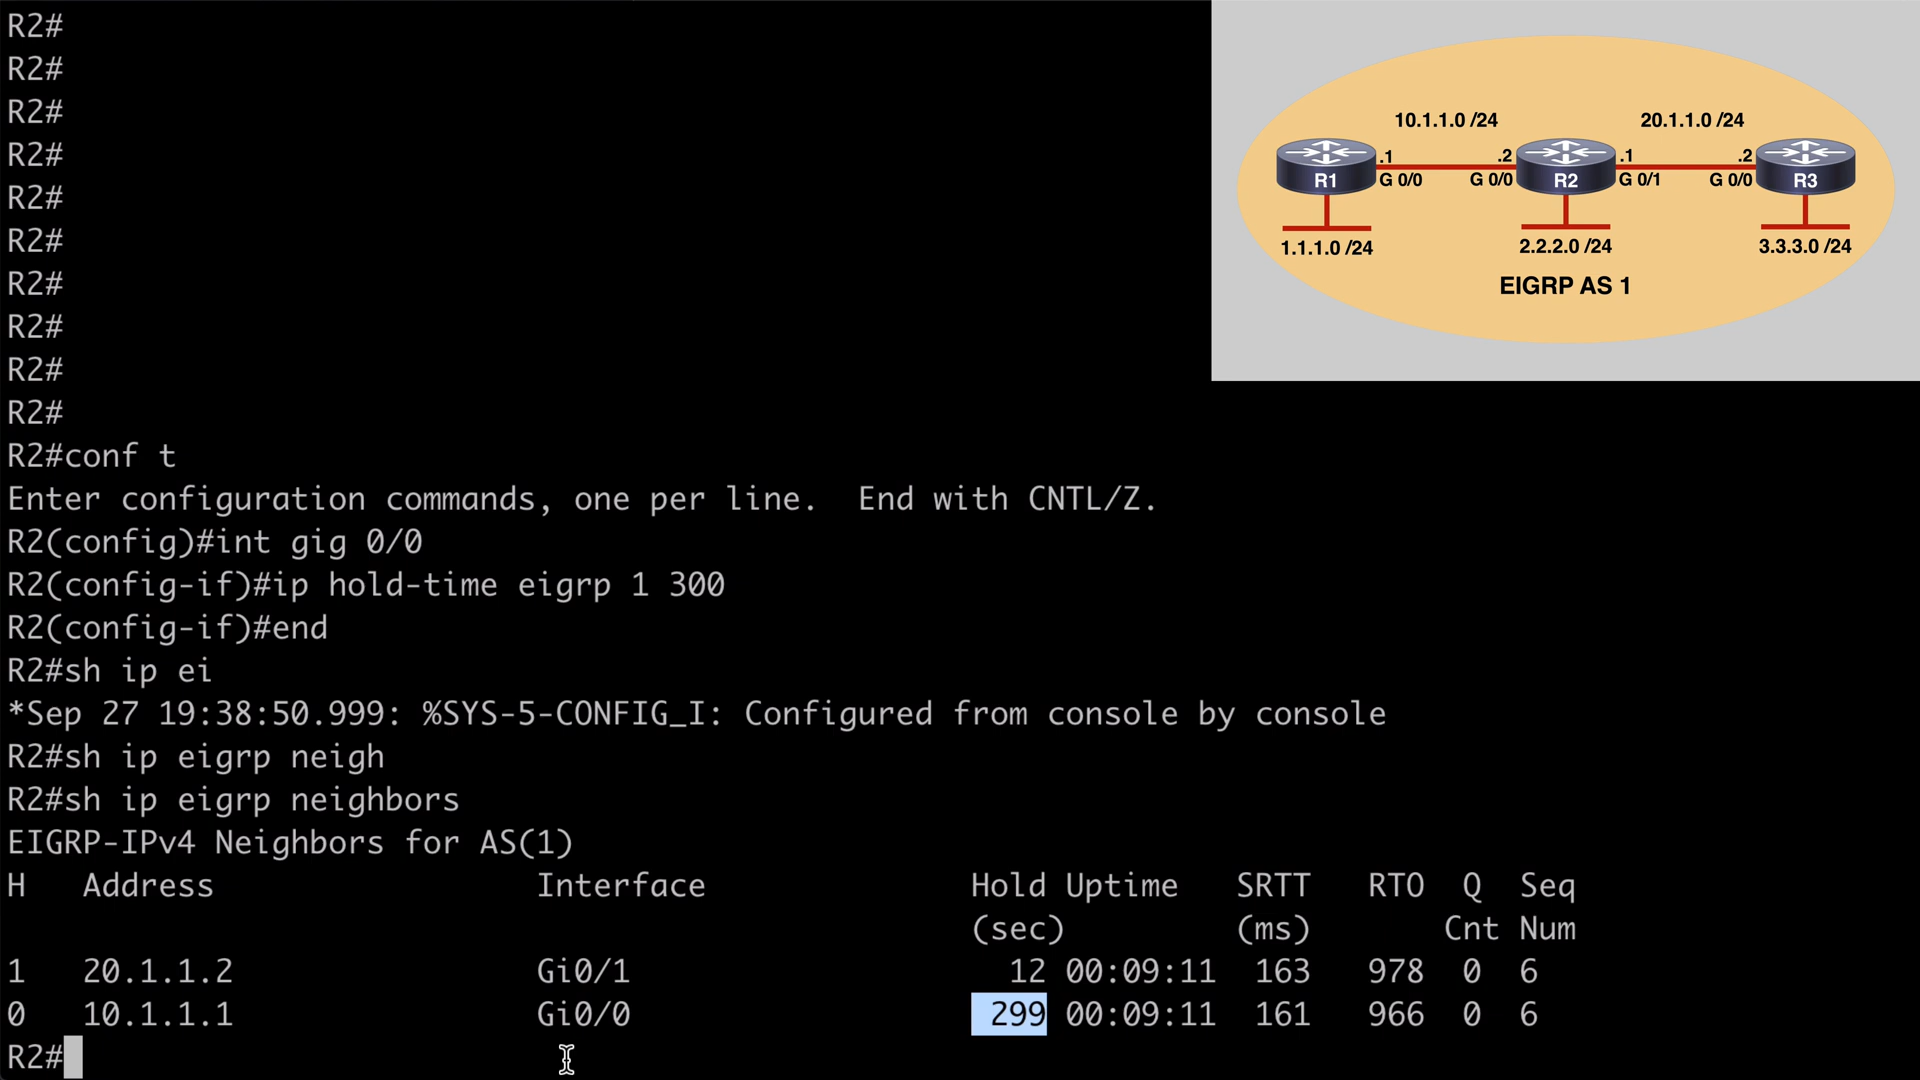 R2#
R2#
R2#
R2#
R2#
R2#
R2#
R2#
R2#
R2#
R2#conf t
Enter configuration commands, one per line.  End with CNTL/Z.
R2(config)#int gig 0/0
R2(config-if)#ip hold-time eigrp 1 300
R2(config-if)#end
R2#sh ip ei
*Sep 27 19:38:50.999: %SYS-5-CONFIG_I: Configured from console by console
R2#sh ip eigrp neigh
R2#sh ip eigrp neighbors
EIGRP-IPv4 Neighbors for AS(1)
H   Address                 Interface              Hold Uptime   SRTT   RTO  Q  Seq
                                                   (sec)         (ms)       Cnt Num
1   20.1.1.2                Gi0/1                    12 00:09:11  163   978  0  6
0   10.1.1.1                Gi0/0                   299 00:09:11  161   966  0  6
R2#
10.1.1.0 /24 20.1.1.0 /24
.1 .2 .1 .2
R1 G 0/0 G 0/0 R2 G 0/1 G 0/0 R3
1.1.1.0 /24 2.2.2.0 /24 3.3.3.0 /24
EIGRP AS 1